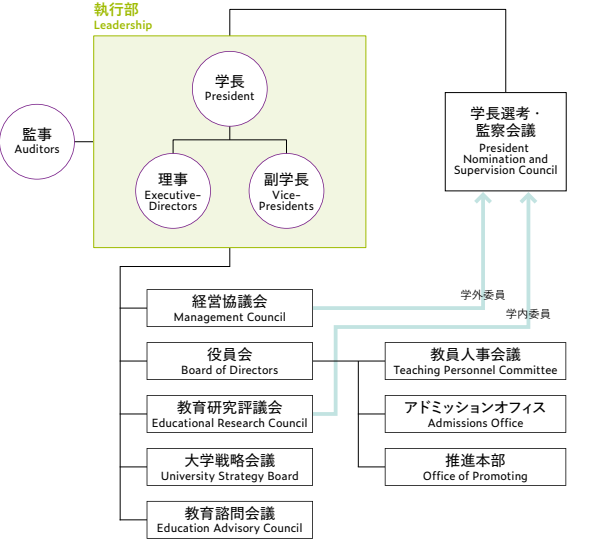 執行部
Leadership
学長
President
監事
Auditors
学長選考・
監察会議
President
Nomination and
Supervision Council
理事
Executive-
Directors
副学長
Vice-
Presidents
学外委員
経営協議会
Management Council
学内委員
役員会
Board of Directors
教員人事会議
Teaching Personnel Committee
教育研究評議会
Educational Research Council
アドミッションオフィス
Admissions Office
大学戦略会議
University Strategy Board
推進本部
Office of Promoting
教育諮問会議
Education Advisory Council